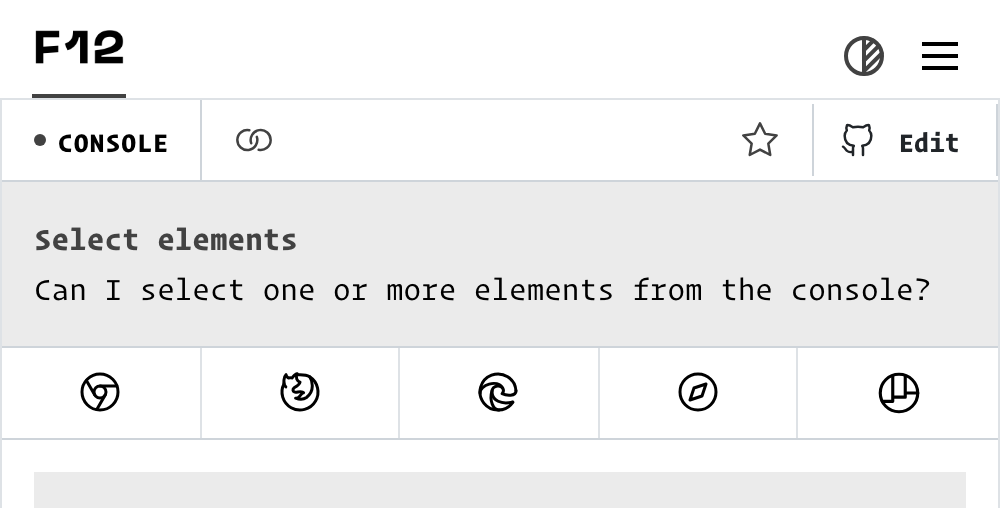 F12
CONSOLE
Edit
Select elements
Can I select one or more elements from the console?